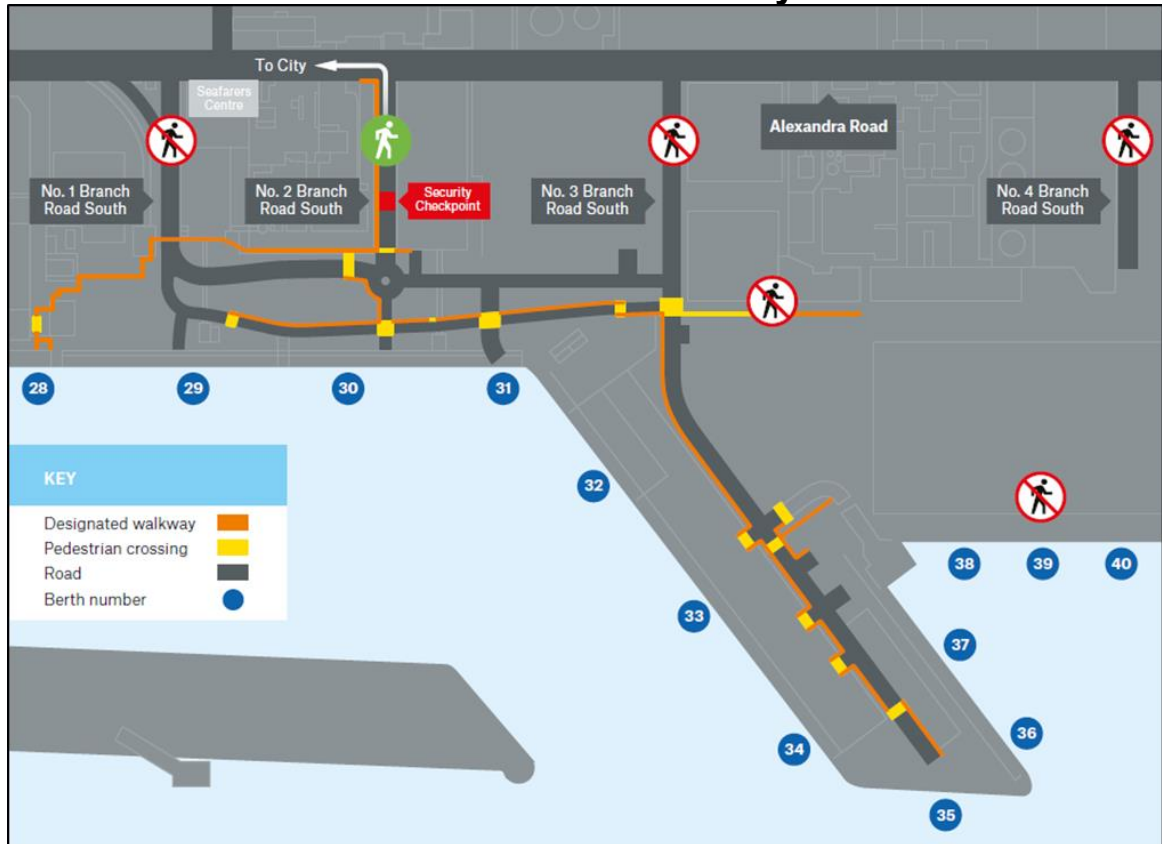 To City
Seafarers
Centre
Alexandra Road
No. 1 Branch
Road South
No. 2 Branch
Road South
Security
Checkpoint
No. 3 Branch
Road South
No. 4 Branch
Road South
28
29
30
31
32
33
34
35
36
37
38
39
40
KEY
Designated walkway
Pedestrian crossing
Road
Berth number